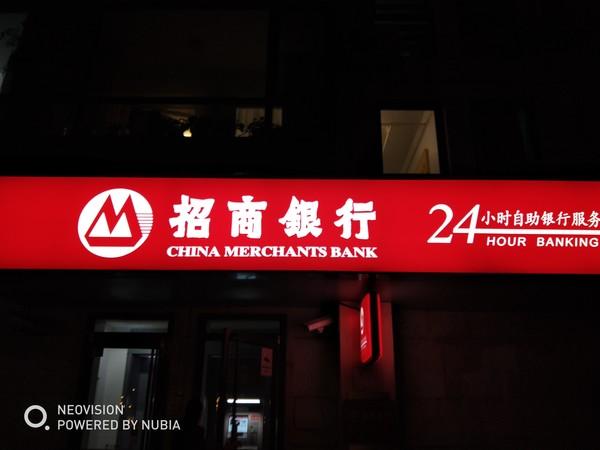 招商銀行
CHINA MERCHANTS BANK
24小时自助银行服务
HOUR BANKING
NEOVISION
POWERED BY NUBIA